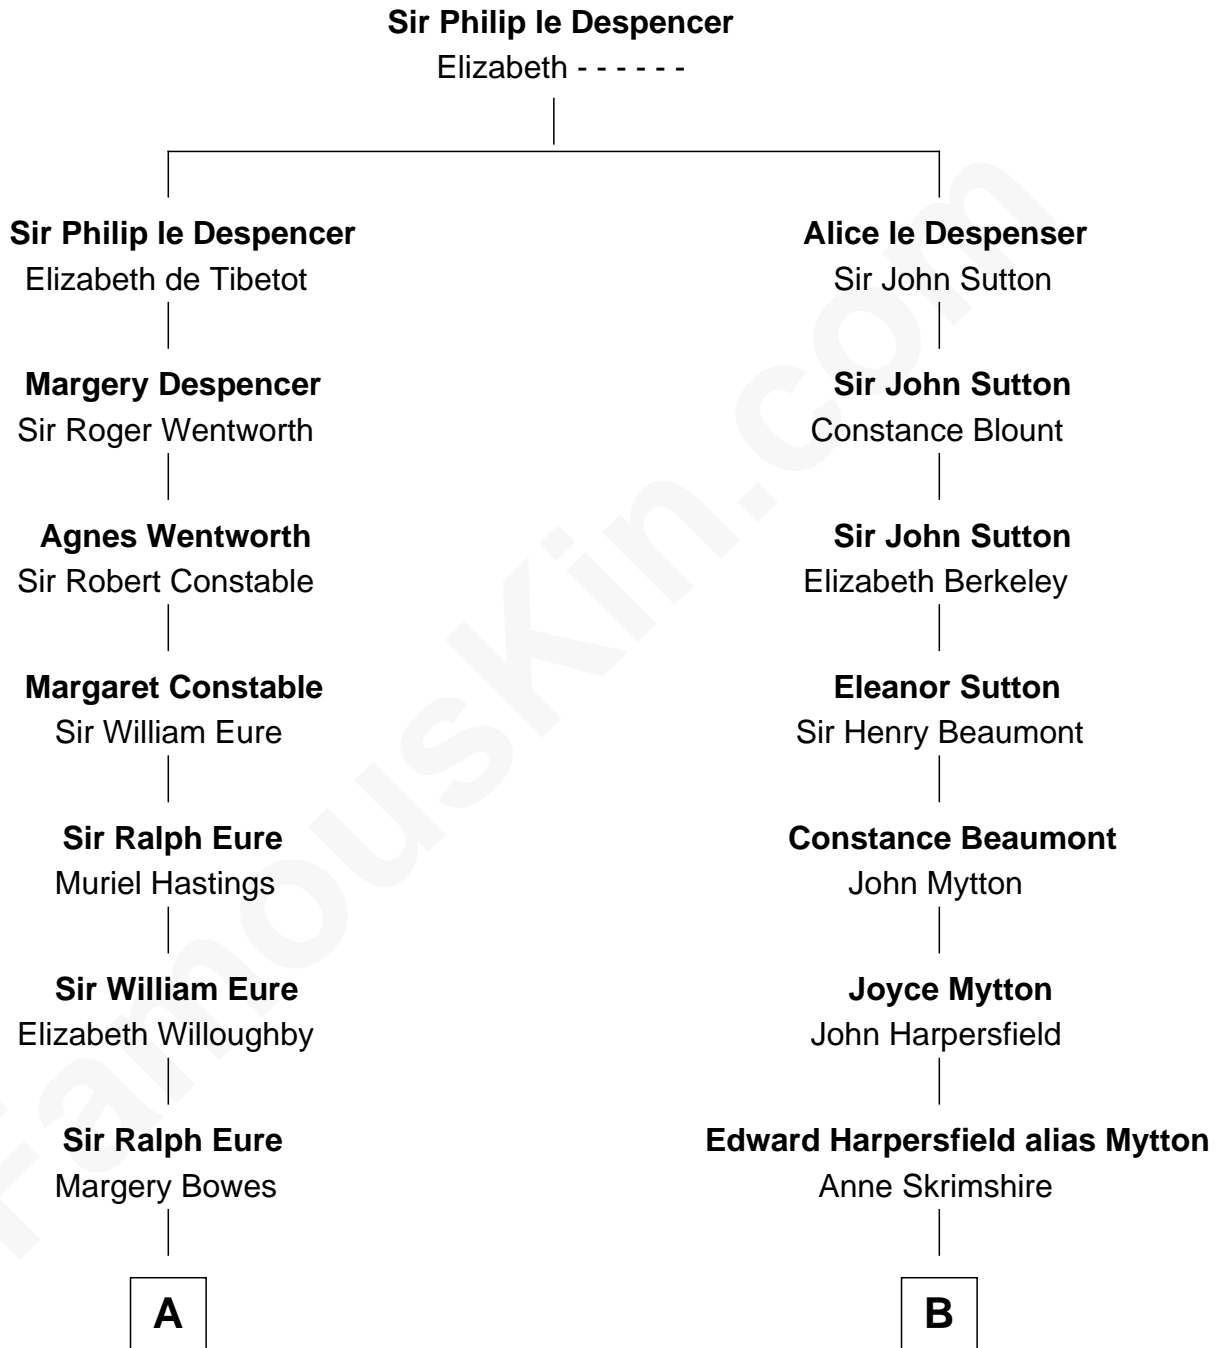 Sir Philip le Despencer
Elizabeth - - - - - -
Sir Philip le Despencer
Elizabeth de Tibetot
Alice le Despenser
Sir John Sutton
Margery Despencer
Sir Roger Wentworth
Sir John Sutton
Constance Blount
Agnes Wentworth
Sir Robert Constable
Sir John Sutton
Elizabeth Berkeley
Margaret Constable
Sir William Eure
Eleanor Sutton
Sir Henry Beaumont
Sir Ralph Eure
Muriel Hastings
Constance Beaumont
John Mytton
Sir William Eure
Elizabeth Willoughby
Joyce Mytton
John Harpersfield
Sir Ralph Eure
Margery Bowes
Edward Harpersfield alias Mytton
Anne Skrimshire
A
B
FamousKin.com